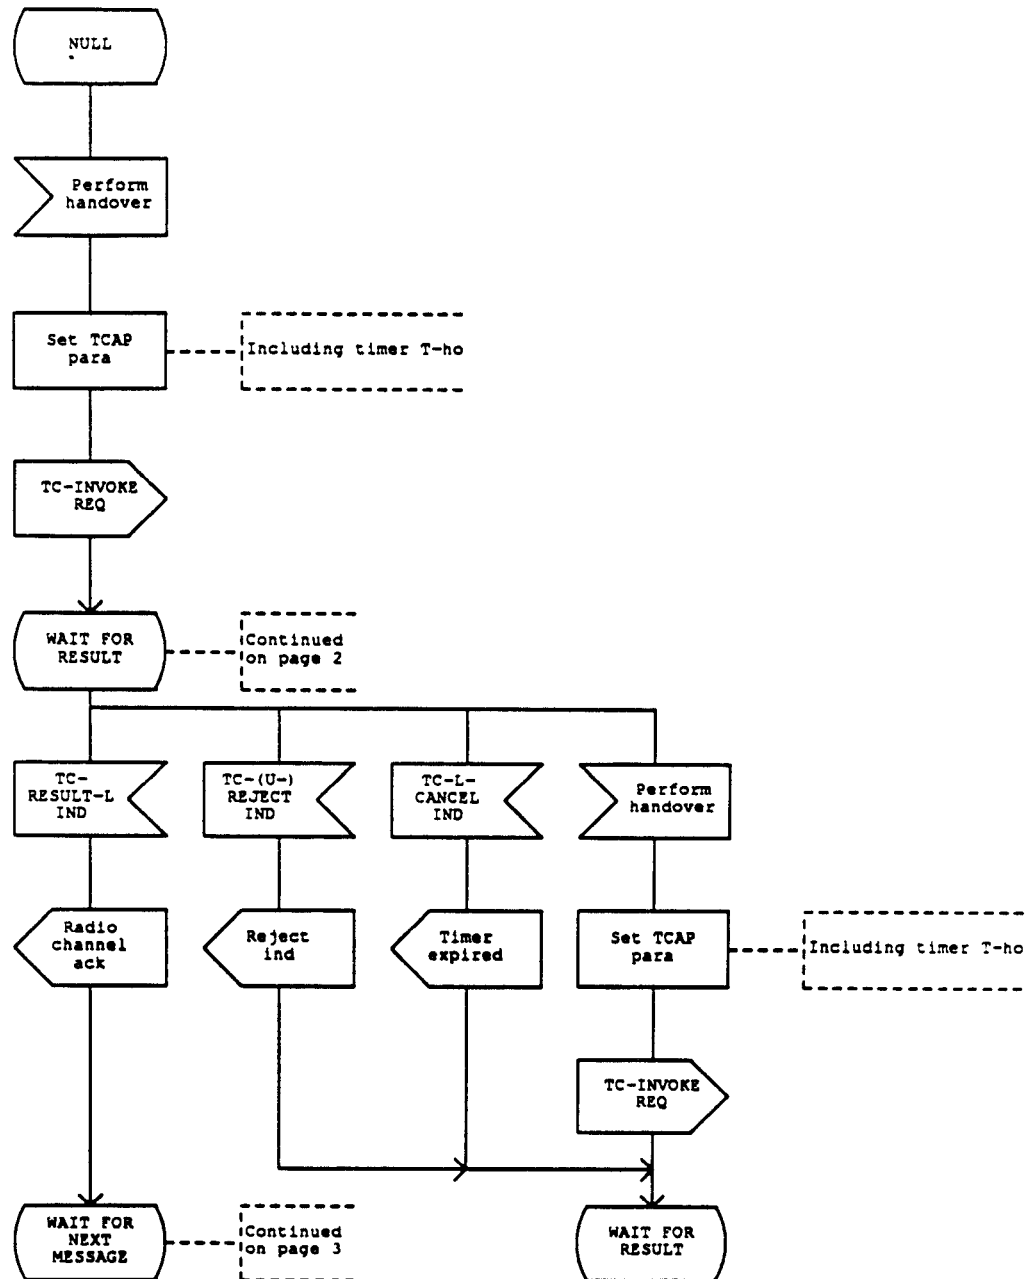 NULL
Perform
handover
Set TCAP
para
Including timer T-ho
TC-INVOKE
REQ
WAIT FOR
RESULT
Continued
on page 2
TC-
RESULT-L
IND
TC-(U-)
REJECT
IND
TC-L-
CANCEL
IND
Perform
handover
Radio
channel
ack
Reject
ind
Timer
expired
Set TCAP
para
Including timer T-ho
TC-INVOKE
REQ
WAIT FOR
NEXT
MESSAGE
Continued
on page 3
WAIT FOR
RESULT